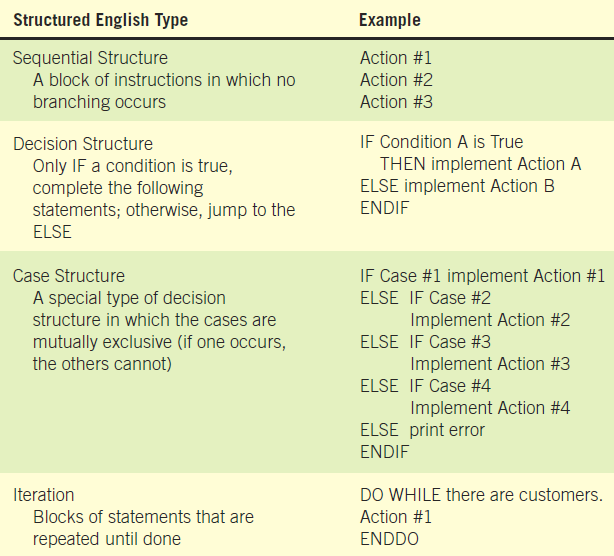 Structured English Type Example
Sequential Structure Action #1
A block of instructions in which no Action #2
branching occurs Action #3
Decision Structure IF Condition A is True
Only IF a condition is true, THEN implement Action A
complete the following ELSE implement Action B
statements; otherwise, jump to the ENDIF
ELSE
Case Structure IF Case #1 implement Action #1
A special type of decision ELSE IF Case #2
structure in which the cases are Implement Action #2
mutually exclusive (if one occurs, ELSE IF Case #3
the others cannot) Implement Action #3
ELSE IF Case #4
Implement Action #4
ELSE print error
ENDIF
Iteration DO WHILE there are customers.
Blocks of statements that are Action #1
repeated until done ENDDO